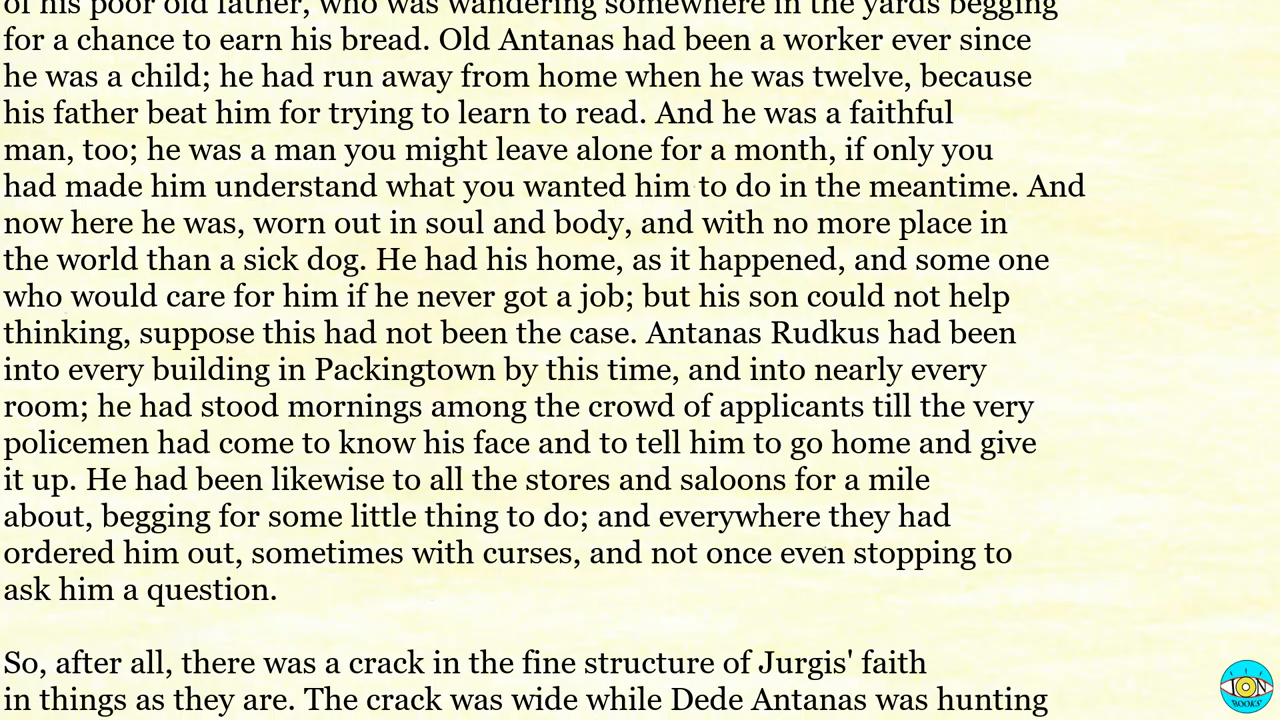 of his poor old father, who was wandering somewhere in the yards begging
for a chance to earn his bread. Old Antanas had been a worker ever since
he was a child; he had run away from home when he was twelve, because
his father beat him for trying to learn to read. And he was a faithful
man, too; he was a man you might leave alone for a month, if only you
had made him understand what you wanted him to do in the meantime. And
now here he was, worn out in soul and body, and with no more place in
the world than a sick dog. He had his home, as it happened, and some one
who would care for him if he never got a job; but his son could not help
thinking, suppose this had not been the case. Antanas Rudkus had been
into every building in Packingtown by this time, and into nearly every
room; he had stood mornings among the crowd of applicants till the very
policemen had come to know his face and to tell him to go home and give
it up. He had been likewise to all the stores and saloons for a mile
about, begging for some little thing to do; and everywhere they had
ordered him out, sometimes with curses, and not once even stopping to
ask him a question.
So, after all, there was a crack in the fine structure of Jurgis' faith
in things as they are. The crack was wide while Dede Antanas was hunting
ION
BOOKS